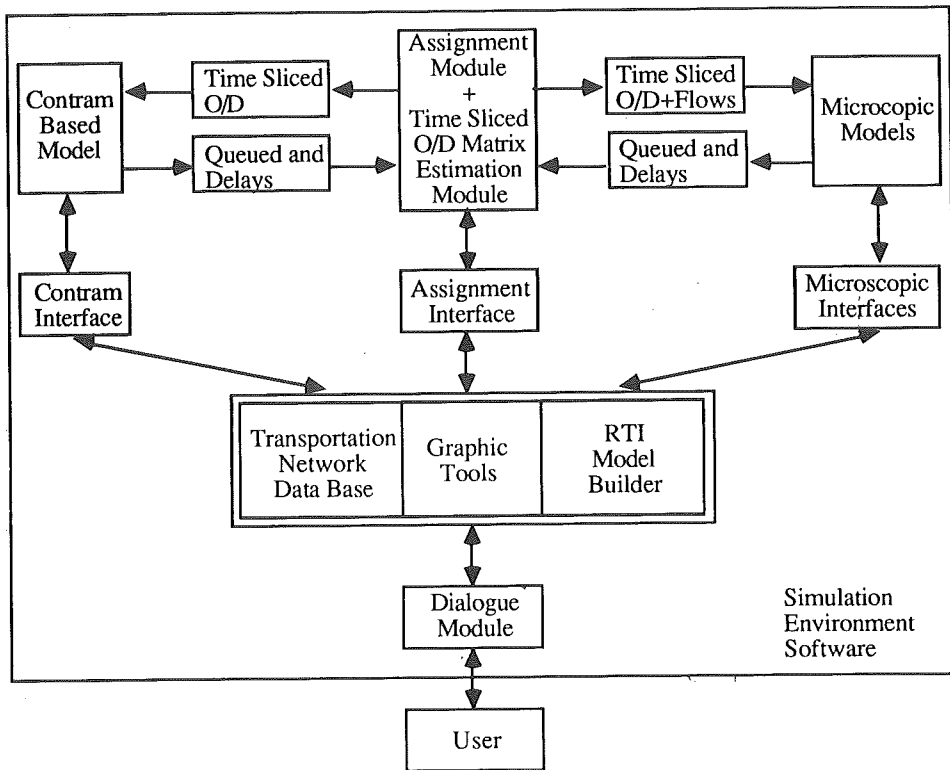 Contram
Based
Model
Time Sliced
O/D
Queued and
Delays
Assignment
Module
+
Time Sliced
O/D Matrix
Estimation
Module
Time Sliced
O/D+Flows
Queued and
Delays
Microcopic
Models
Contram
Interface
Assignment
Interface
Microscopic
Interfaces
Transportation
Network
Data Base
Graphic
Tools
RTI
Model
Builder
Dialogue
Module
Simulation
Environment
Software
User